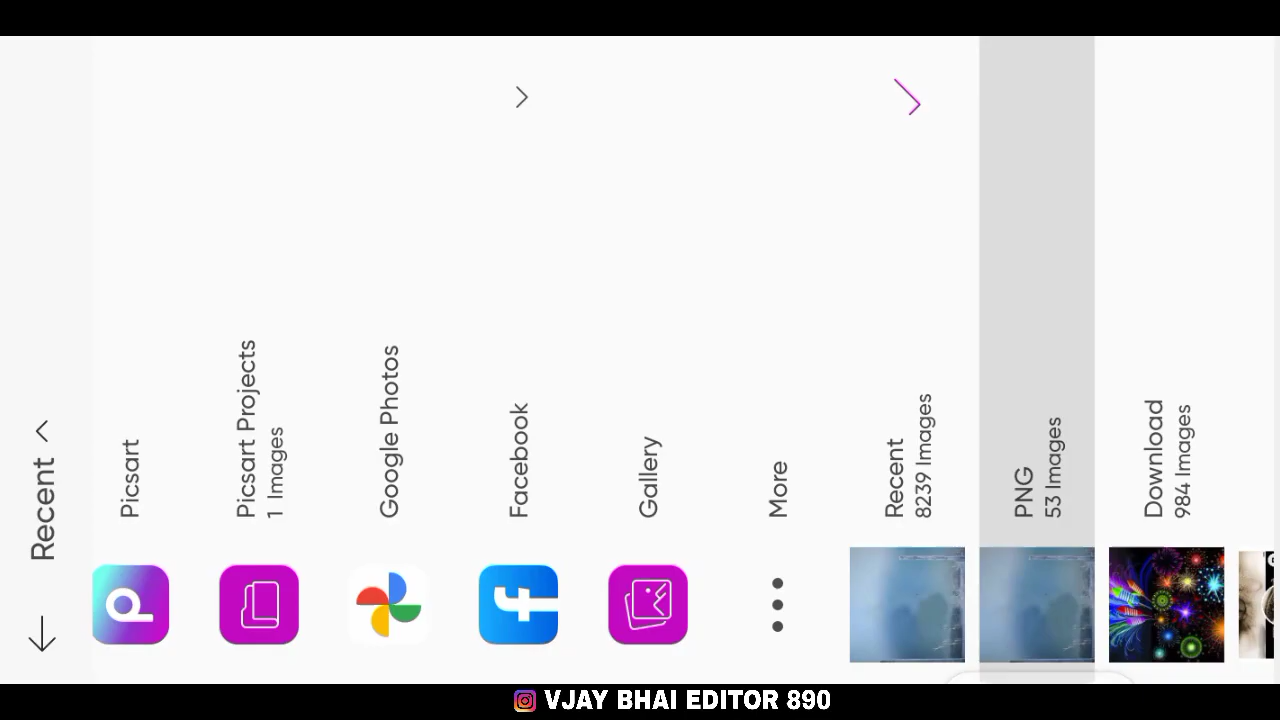 Recent
Picsart
Picsart Projects
1 Images
Google Photos
Facebook
Gallery
More
Recent
8239 Images
PNG
53 Images
Download
984 Images
VJAY BHAI EDITOR 890